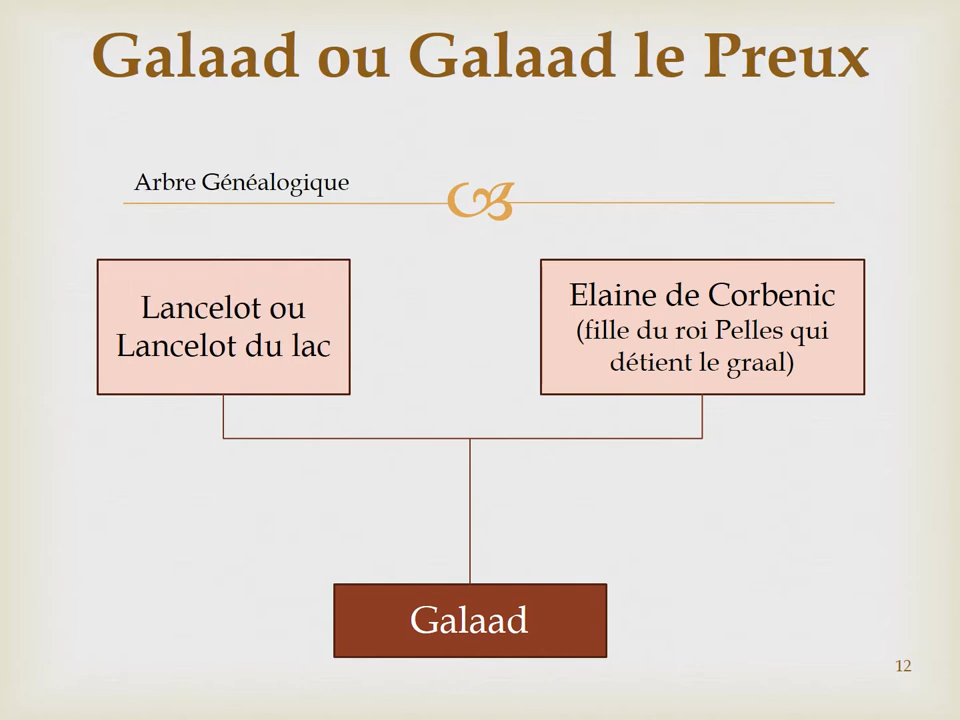 Galaad ou Galaad le Preux
Arbre Généalogique
Lancelot ou
Lancelot du lac
Elaine de Corbenic
(fille du roi Pelles qui
détient le graal)
Galaad
12